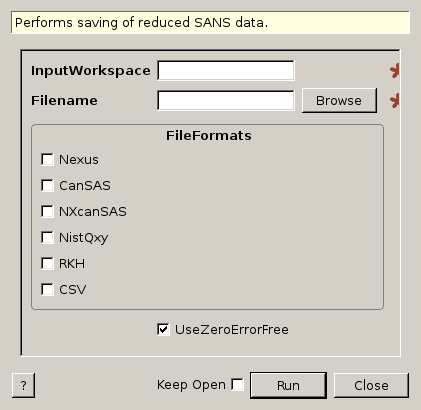 Performs saving of reduced SANS data.
InputWorkspace
Filename Browse
FileFormats
Nexus
CanSAS
NXcanSAS
NistQxy
RKH
CSV
UseZeroErrorFree
? Keep Open Run Close